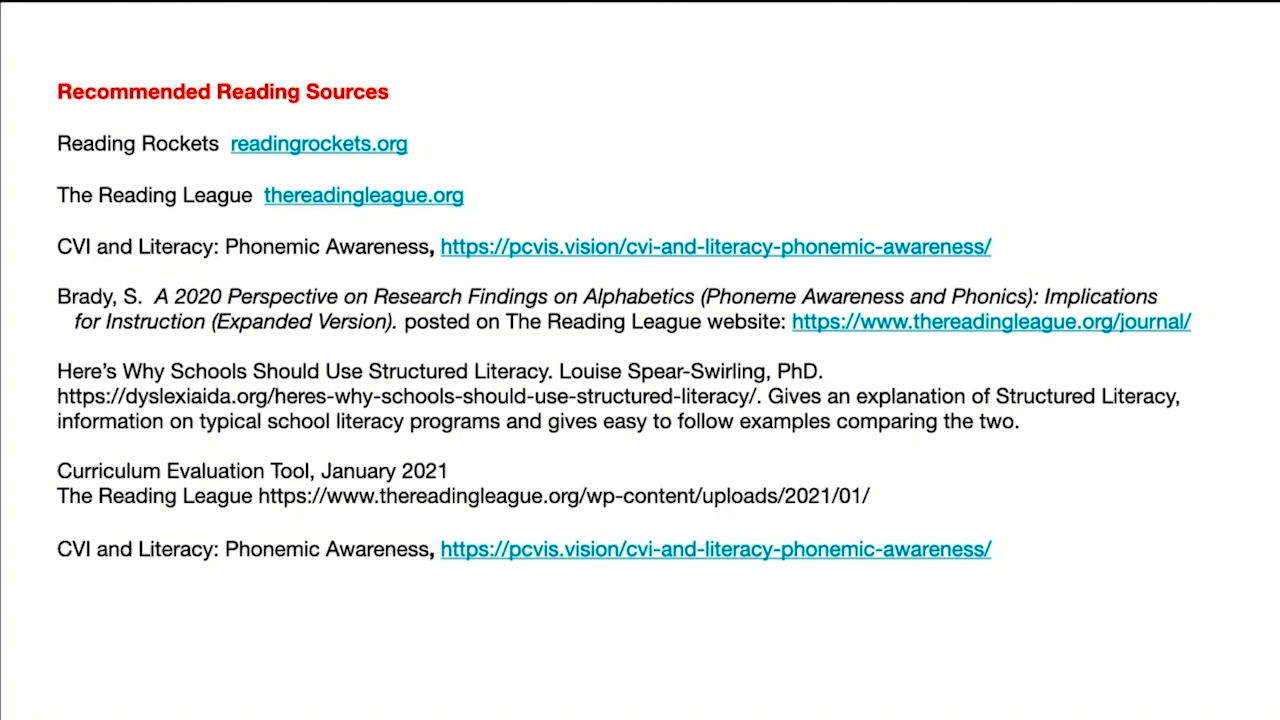 Recommended Reading Sources
Reading Rockets readingrockets.org
The Reading League thereadingleague.org
CVI and Literacy: Phonemic Awareness, https://pcvis.vision/cvi-and-literacy-phonemic-awareness/
Brady, S. A 2020 Perspective on Research Findings on Alphabetics (Phoneme Awareness and Phonics): Implications
for Instruction (Expanded Version). posted on The Reading League website: https://www.thereadingleague.org/journal/
Here’s Why Schools Should Use Structured Literacy. Louise Spear-Swirling, PhD.
https://dyslexiaida.org/heres-why-schools-should-use-structured-literacy/. Gives an explanation of Structured Literacy,
information on typical school literacy programs and gives easy to follow examples comparing the two.
Curriculum Evaluation Tool, January 2021
The Reading League https://www.thereadingleague.org/wp-content/uploads/2021/01/
CVI and Literacy: Phonemic Awareness, https://pcvis.vision/cvi-and-literacy-phonemic-awareness/